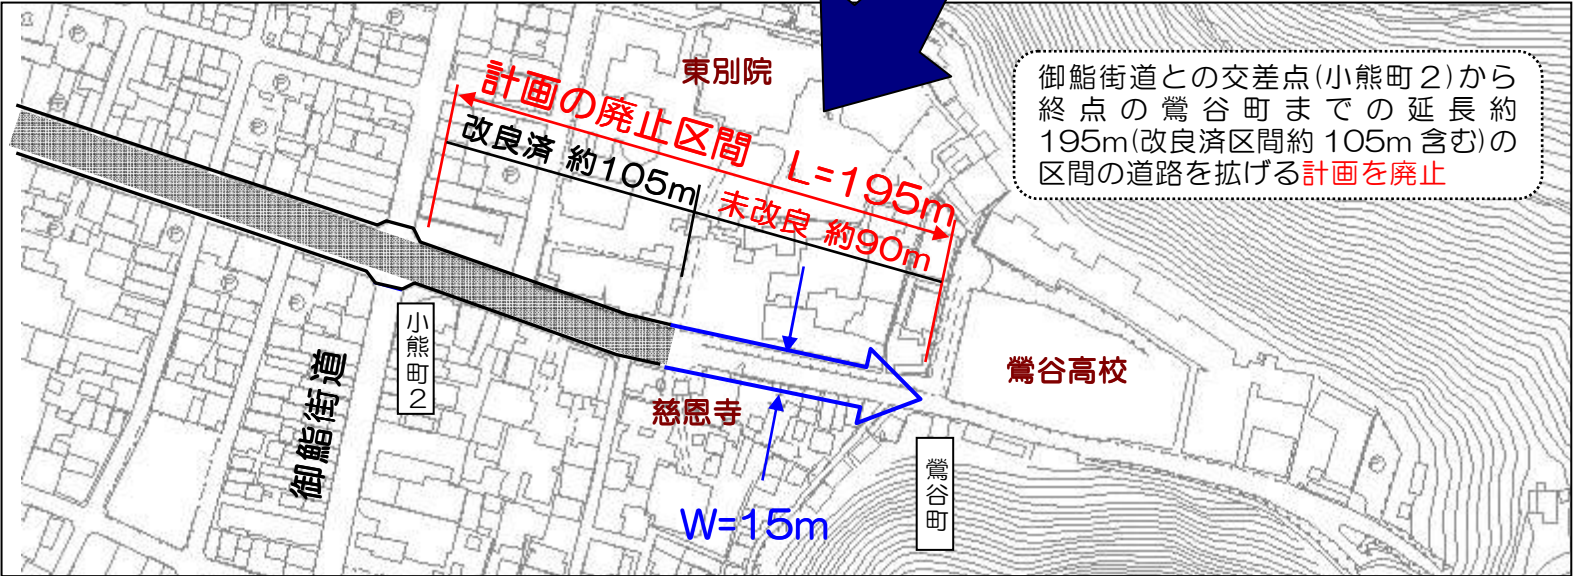 東別院
計画の廃止区間 L=195m
改良済 約105m
未改良 約90m
御鮨街道との交差点(小熊町2)から
終点の鶯谷町までの延長約
195m(改良済区間約105m含む)の
区間の道路を拡げる計画を廃止
小熊町2
御鮨街道
慈恩寺
鶯谷高校
鶯谷町
W=15m